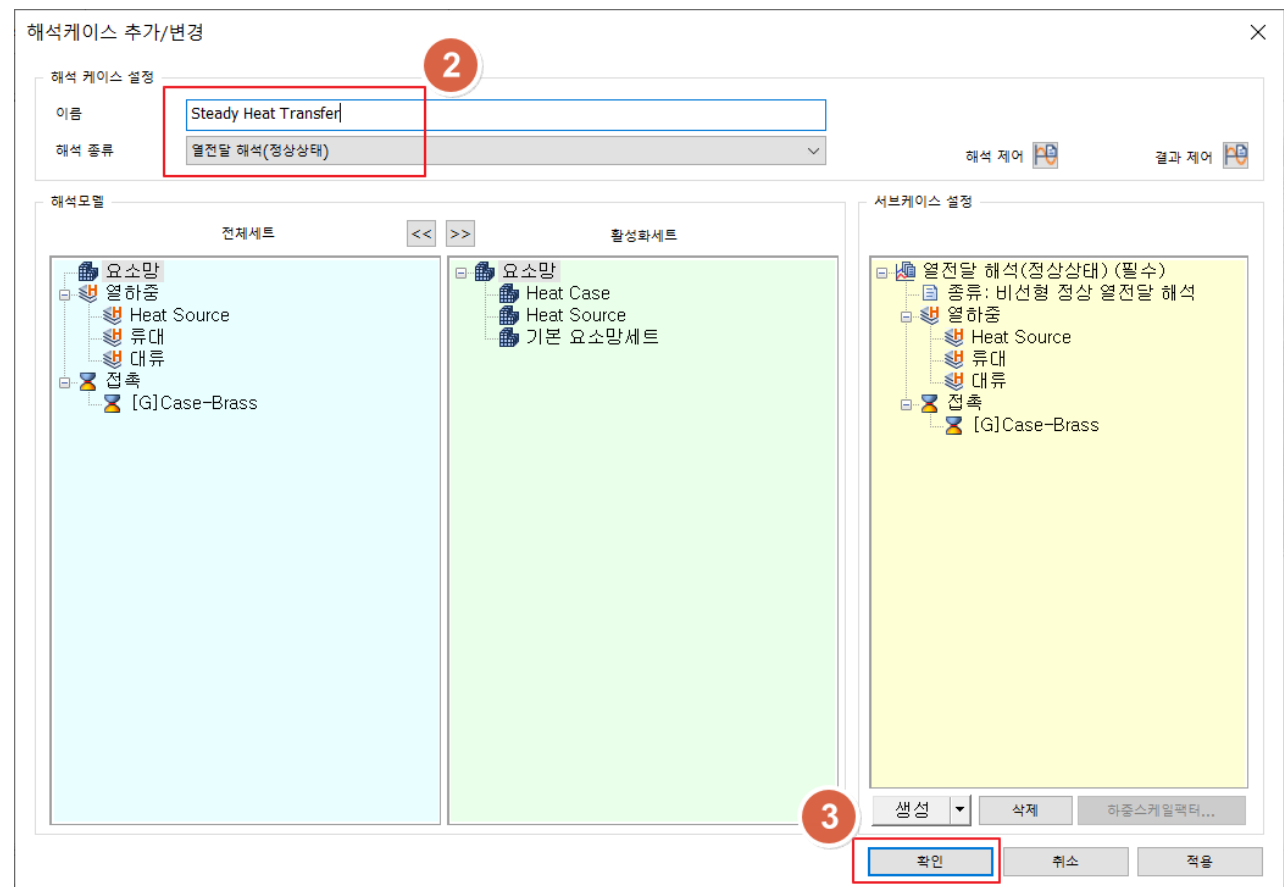 해석케이스 추가/변경
2
해석 케이스 설정
이름
Steady Heat Transfer
해석 종류
열전달 해석(정상상태)
해석 제어
결과 제어
해석모델
전체세트
<<
>>
활성화세트
요소망
열하중
Heat Source
류대
대류
접촉
[G]Case-Brass
요소망
Heat Case
Heat Source
기본 요소망세트
서브케이스 설정
열전달 해석(정상상태) (필수)
종류: 비선형 정상 열전달 해석
열하중
Heat Source
류대
대류
접촉
[G]Case-Brass
생성
삭제
하중스케일팩터...
3
확인
취소
적용